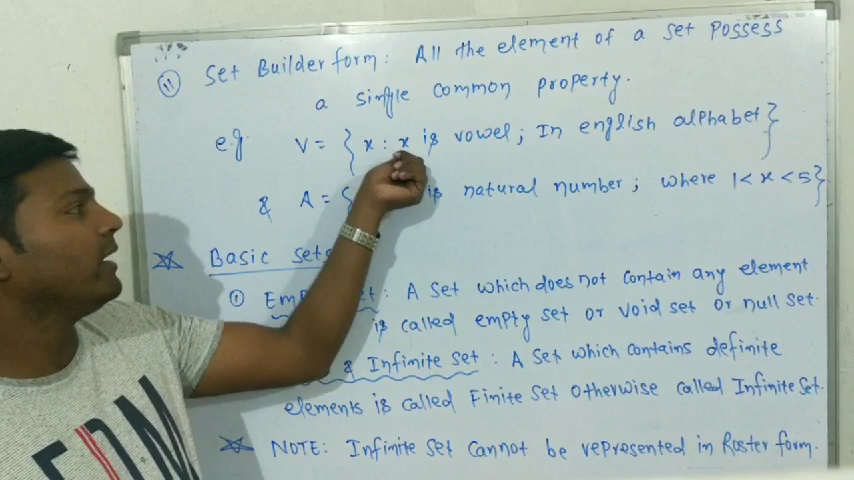 (ii) Set Builder form: All the element of a set possess
a single common property.
e.g. V = { x : x is vowel; In english alphabet}
& A = { is natural number; where 1 < x < 5}
Basic sets
① Em t: A set which does not contain any element
is called empty set or void set or null set.
& Infinite set: A set which contains definite
elements is called Finite set otherwise called Infinite set.
NOTE: Infinite set cannot be represented in Roster form.
EDM